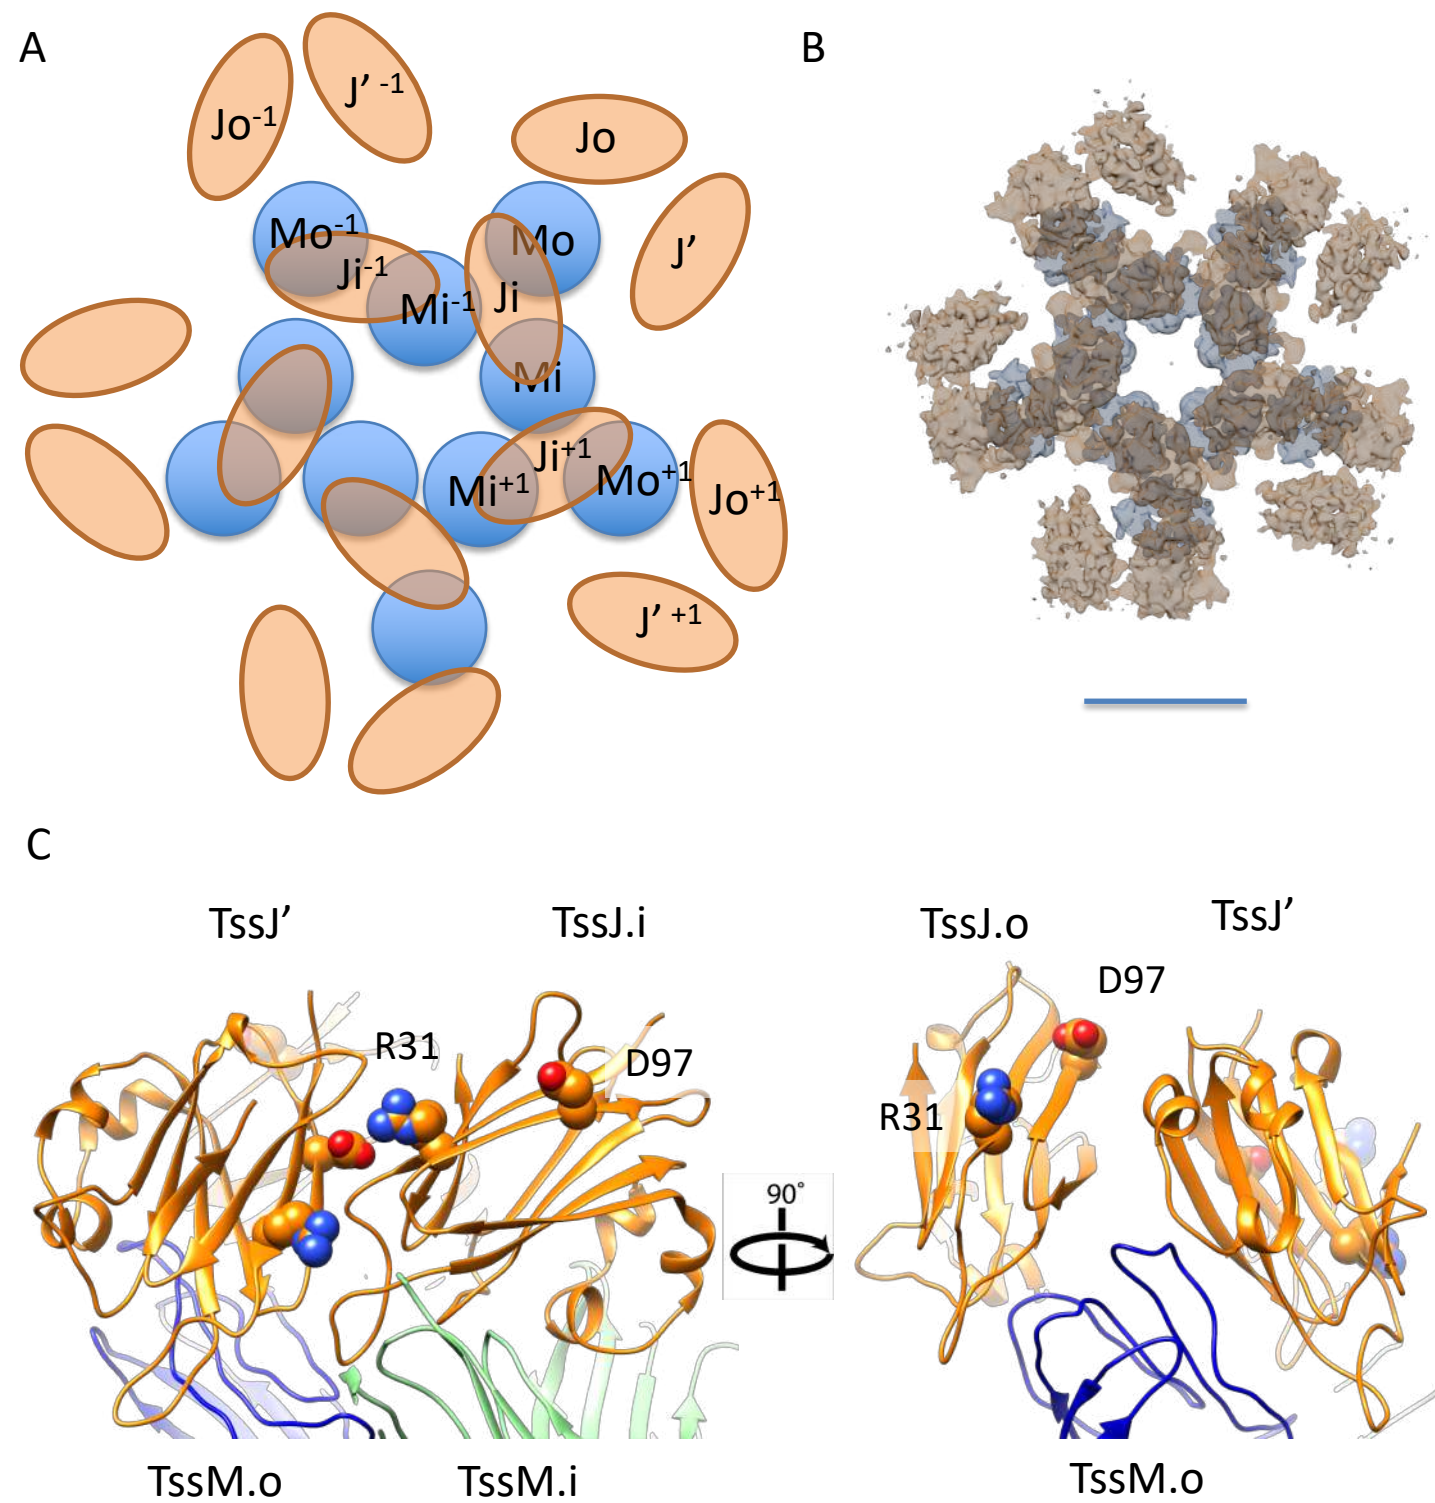 A
B
J’ -1
Jo-1
Jo
Mo-1
Mo
J’
Ji-1
Mi-1
Ji
Mi
Ji+1
Mi+1
Mo+1
Jo+1
J’ +1
C
TssJ’
TssJ.i
TssJ.o
TssJ’
D97
R31
D97
R31
90°
TssM.o
TssM.i
TssM.o